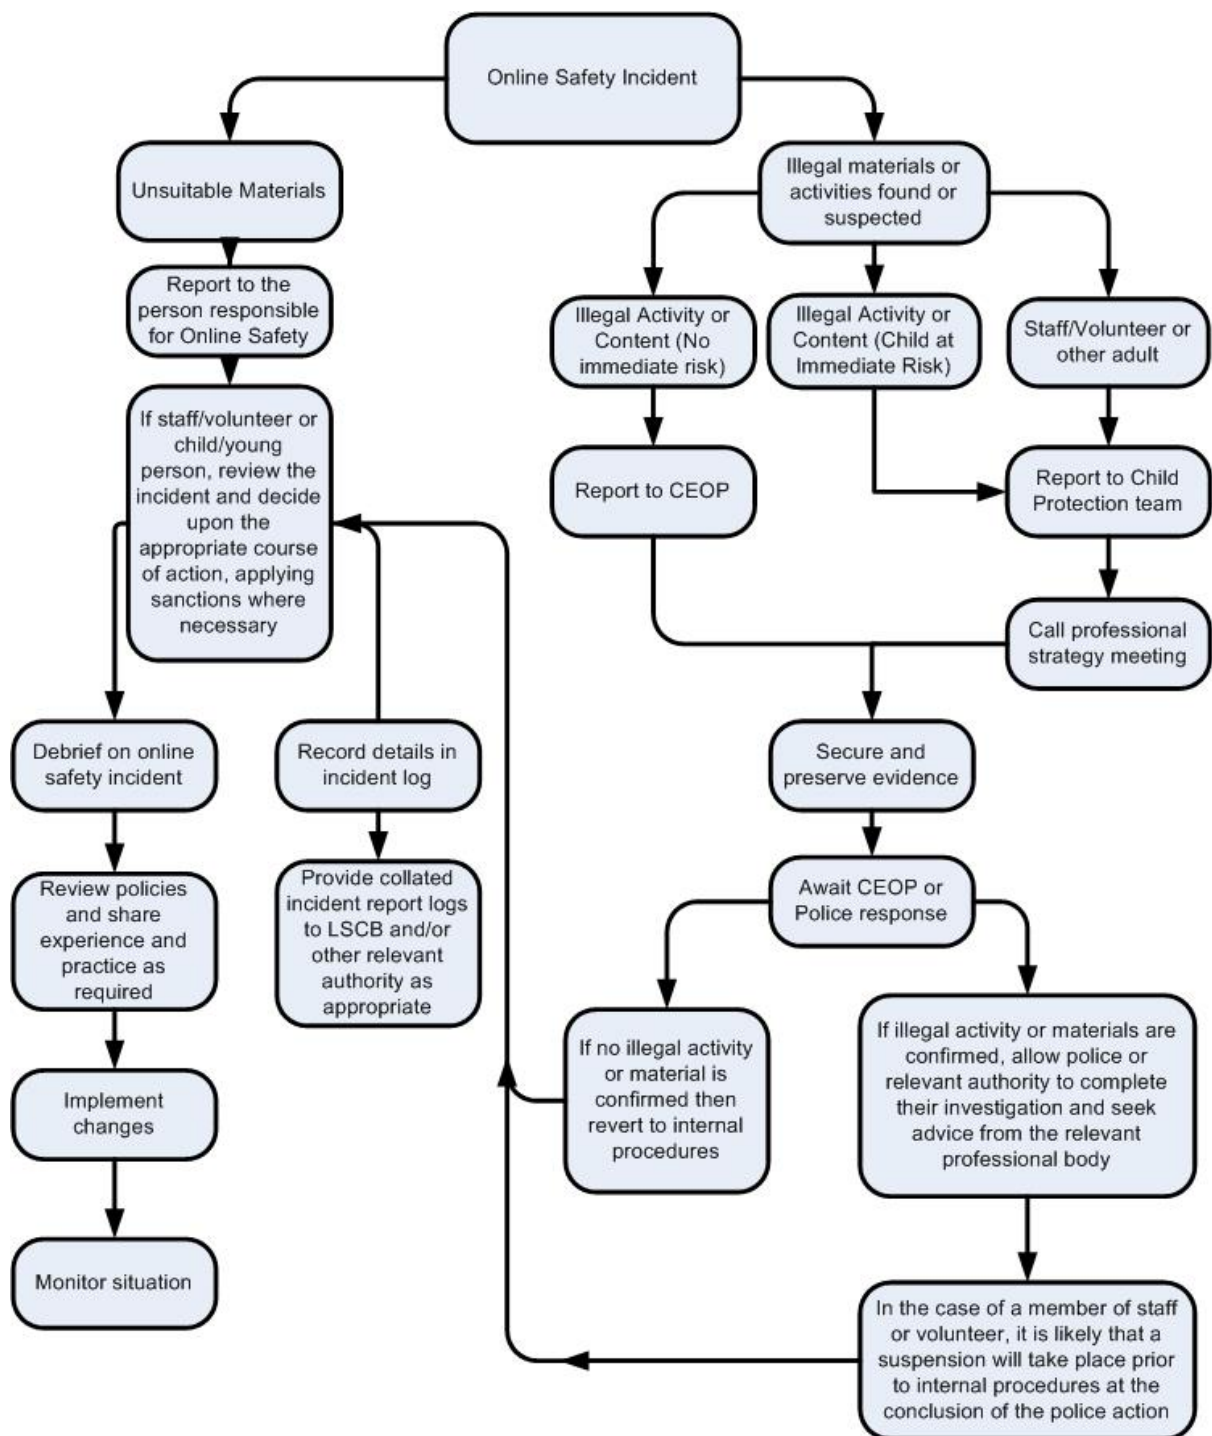 Online Safety Incident
Unsuitable Materials
Report to the
person responsible
for Online Safety
If staff/volunteer or
child/young
person, review the
incident and decide
upon the
appropriate course
of action, applying
sanctions where
necessary
Debrief on online
safety incident
Review policies
and share
experience and
practice as
required
Implement
changes
Monitor situation
Record details in
incident log
Provide collated
incident report logs
to LSCB and/or
other relevant
authority as
appropriate
Illegal materials or
activities found or
suspected
Illegal Activity or
Content (No
immediate risk)
Illegal Activity or
Content (Child at
Immediate Risk)
Staff/Volunteer or
other adult
Report to CEOP
Report to Child
Protection team
Call professional
strategy meeting
Secure and
preserve evidence
Await CEOP or
Police response
If no illegal activity
or material is
confirmed then
revert to internal
procedures
If illegal activity or materials are
confirmed, allow police or
relevant authority to complete
their investigation and seek
advice from the relevant
professional body
In the case of a member of staff
or volunteer, it is likely that a
suspension will take place prior
to internal procedures at the
conclusion of the police action